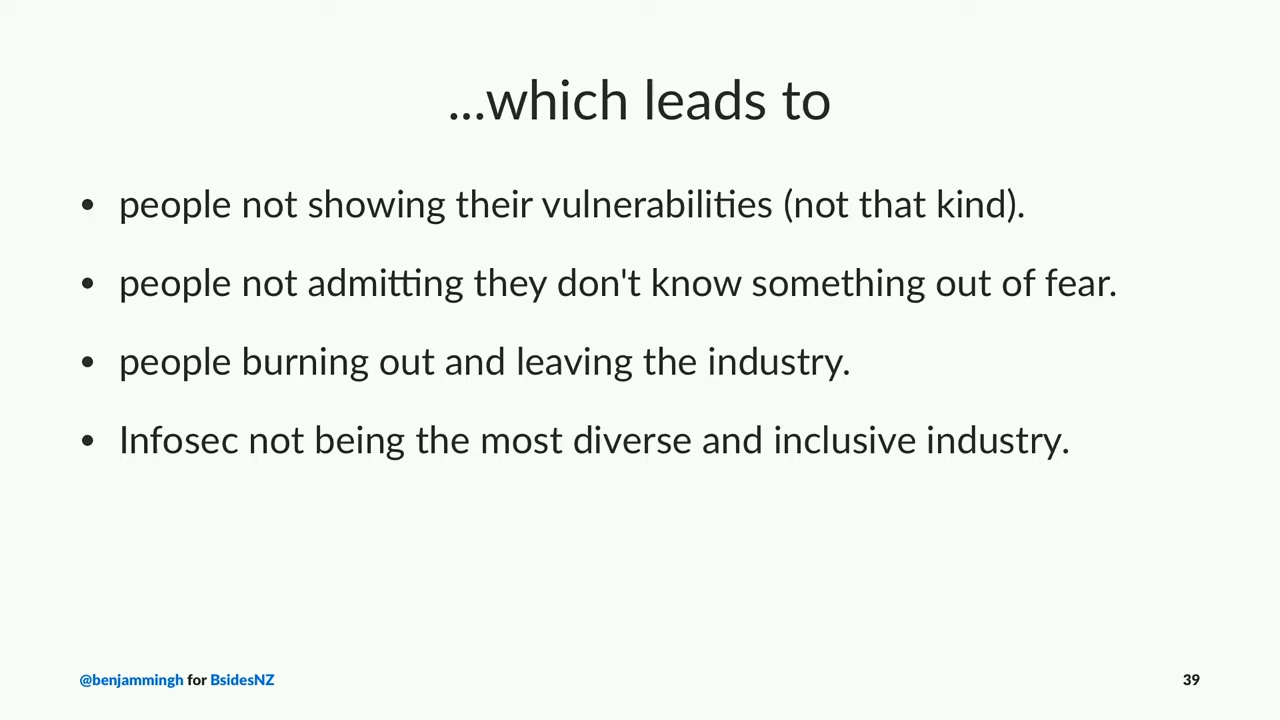 ...which leads to
• people not showing their vulnerabilities (not that kind).
• people not admitting they don't know something out of fear.
• people burning out and leaving the industry.
• Infosec not being the most diverse and inclusive industry.
@benjammingh for BsidesNZ
39